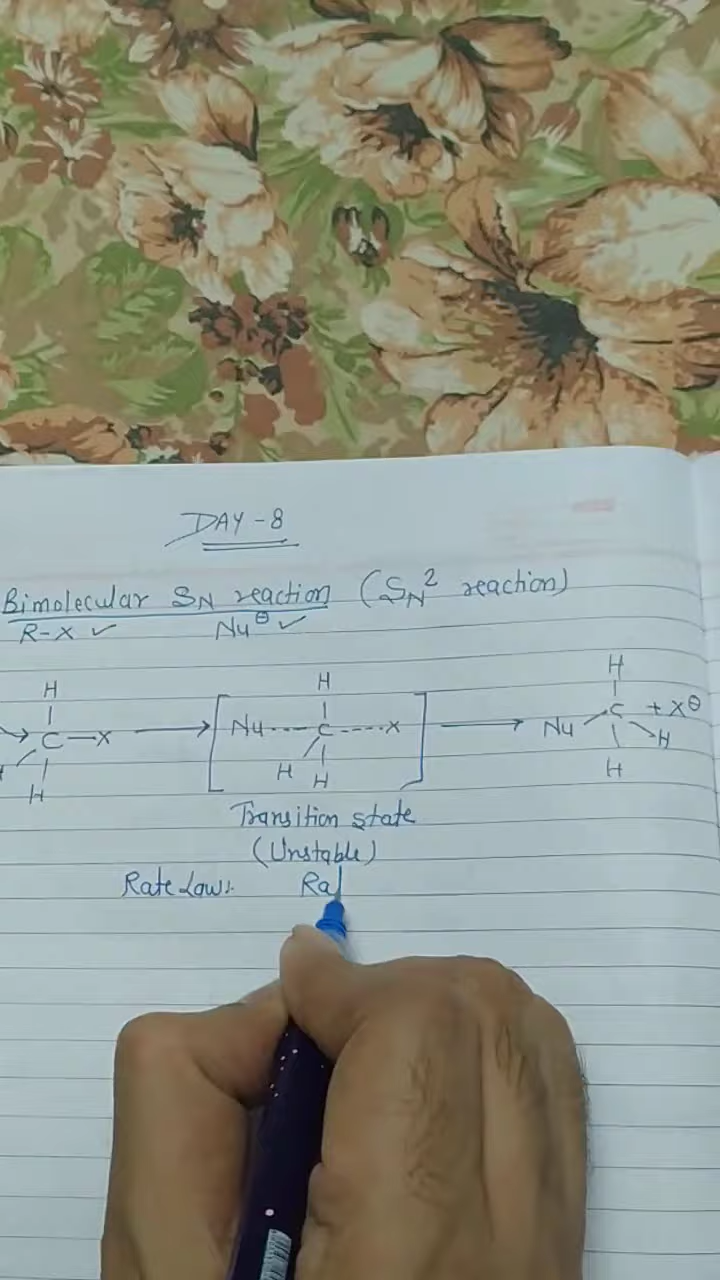 DAY - 8
Bimolecular SN reaction (SN2 reaction)
R-X ✓ Nu⊖ ✓
H H H
C—X ⟶ [Nu----C----X] ⟶ Nu C + X⊖
H
H H
H H
Transition state
(Unstable)
Rate Law:- Ra